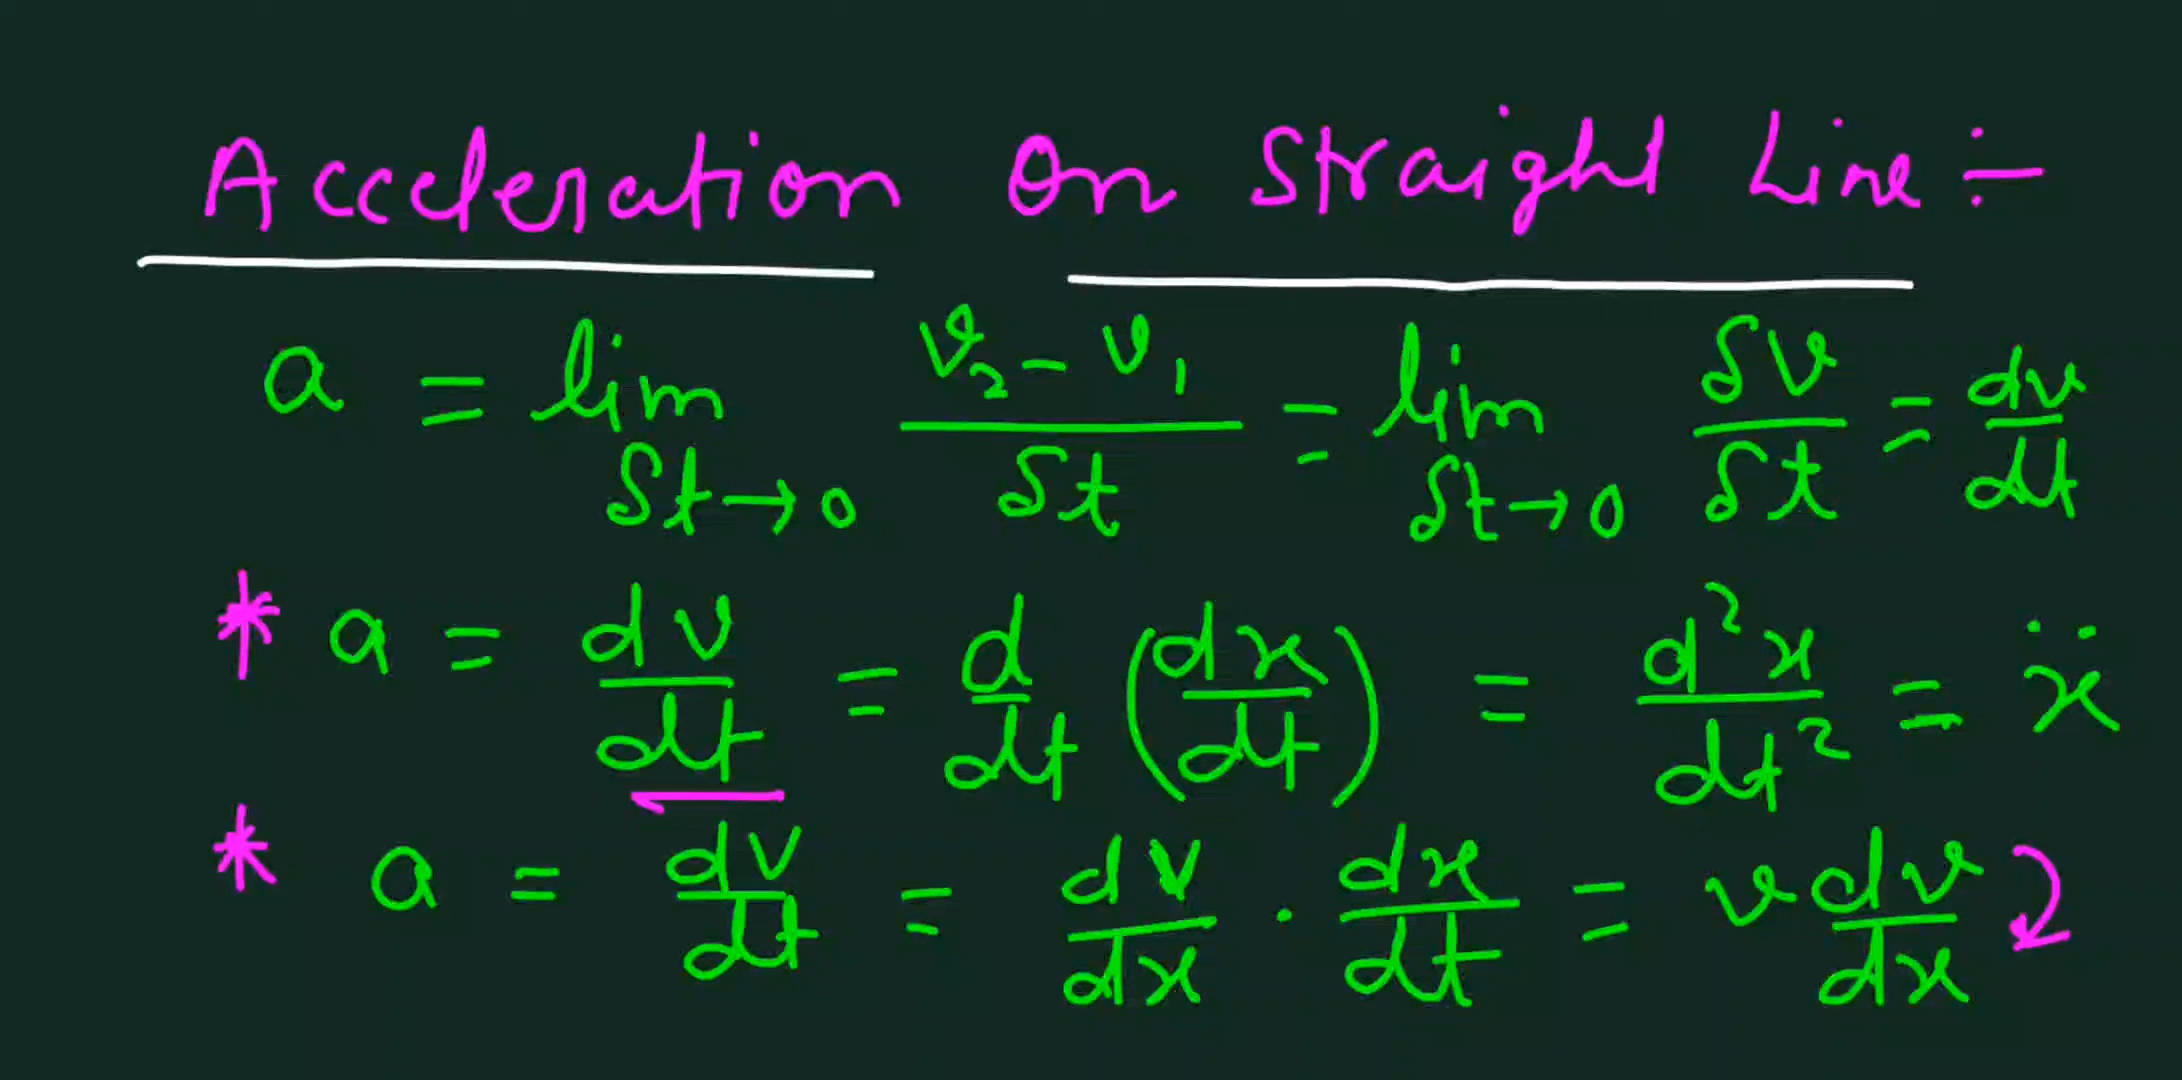 Acceleration On Straight Line :-
a = lim δt→0 (v₂ - v₁)/δt = lim δt→0 δv/δt = dv/dt
* a = dv/dt = d/dt (dx/dt) = d²x/dt² = ẍ
* a = dv/dt = dv/dx · dx/dt = v dv/dx